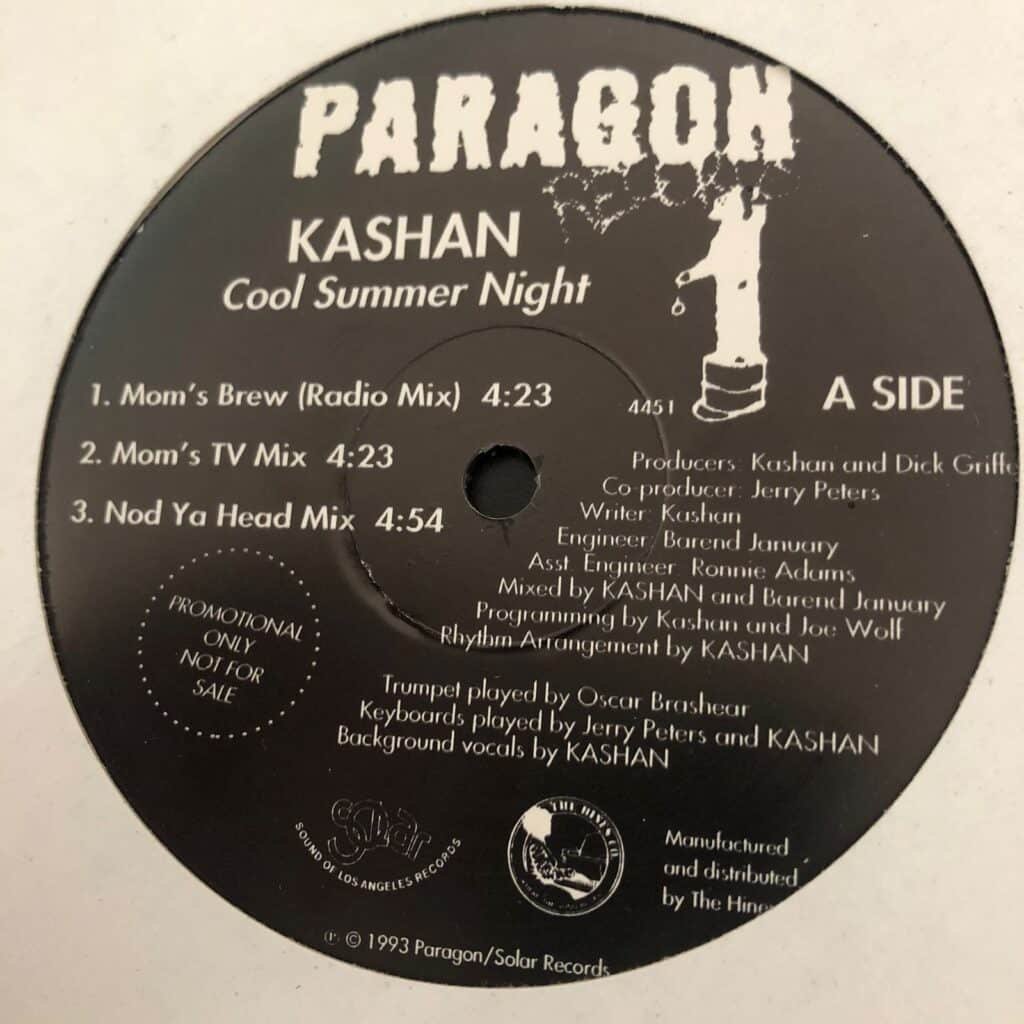 PARAGON
KASHAN
Cool Summer Night
1. Mom's Brew (Radio Mix) 4:23
2. Mom's TV Mix 4:23
3. Nod Ya Head Mix 4:54
4451
A SIDE
Producers: Kashan and Dick
Co-producer: Jerry Peters
Writer: Kashan
Engineer: Barend January
Asst. Engineer: Ronnie Adams
Mixed by KASHAN and Barend January
Programming by Kashan and Joe Wolf
Rhythm Arrangement by KASHAN
Trumpet played by Oscar Brashear
Keyboards played by Jerry Peters and KASHAN
Background vocals by KASHAN
PROMOTIONAL
ONLY
NOT FOR
SALE
Solar
SOUND OF LOS ANGELES RECORDS
THE HINES CO.
Manufactured
and distributed
by The
℗ © 1993 Paragon/Solar Records